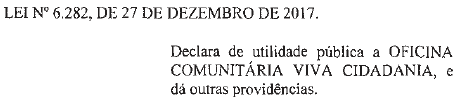 LEI Nº 6.282, DE 27 DE DEZEMBRO DE 2017.
Declara de utilidade pública a OFICINA
COMUNITÁRIA VIVA CIDADANIA, e
dá outras providências.